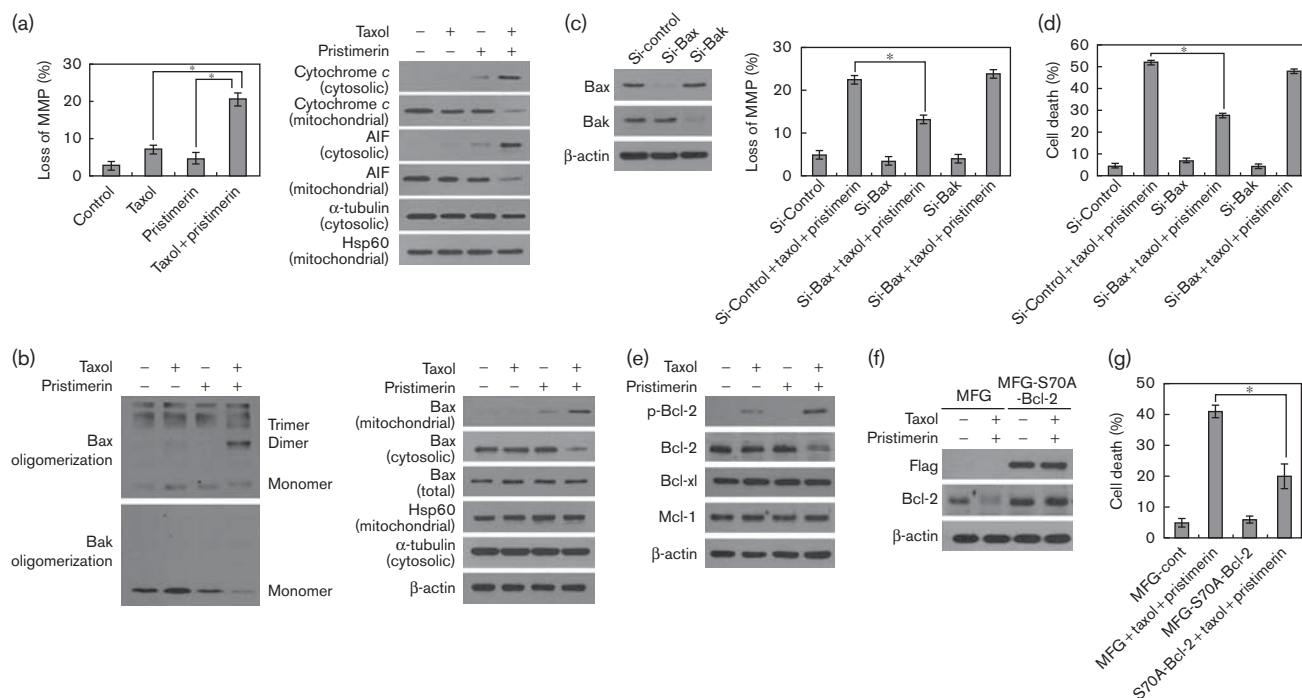 (a)
Loss of MMP (%)
30
20
10
0
*
*
Control
Taxol
Pristimerin
Taxol + pristimerin
Taxol – + – +
Pristimerin – – + +
Cytochrome c
(cytosolic)
Cytochrome c
(mitochondrial)
AIF
(cytosolic)
AIF
(mitochondrial)
α-tubulin
(cytosolic)
Hsp60
(mitochondrial)
(c)
Si-control
Si-Bax
Si-Bak
Bax
Bak
β-actin
Loss of MMP (%)
30
20
10
0
*
Si-Control
Si-Control + taxol + pristimerin
Si-Bax
Si-Bax + taxol + pristimerin
Si-Bak
Si-Bax + taxol + pristimerin
(d)
Cell death (%)
60
50
40
30
20
10
0
*
Si-Control
Si-Control + taxol + pristimerin
Si-Bax
Si-Bax + taxol + pristimerin
Si-Bak
Si-Bax + taxol + pristimerin
(b)
Taxol – + – +
Pristimerin – – + +
Bax
oligomerization
Trimer
Dimer
Monomer
Bak
oligomerization
Monomer
Taxol – + – +
Pristimerin – – + +
Bax
(mitochondrial)
Bax
(cytosolic)
Bax
(total)
Hsp60
(mitochondrial)
α-tubulin
(cytosolic)
β-actin
(e)
Taxol – + – +
Pristimerin – – + +
p-Bcl-2
Bcl-2
Bcl-xl
Mcl-1
β-actin
(f)
MFG
MFG-S70A
-Bcl-2
Taxol – + – +
Pristimerin – + – +
Flag
Bcl-2
β-actin
(g)
Cell death (%)
50
40
30
20
10
0
*
MFG-cont
MFG + taxol + pristimerin
MFG-S70A-Bcl-2
S70A-Bcl-2 + taxol + pristimerin